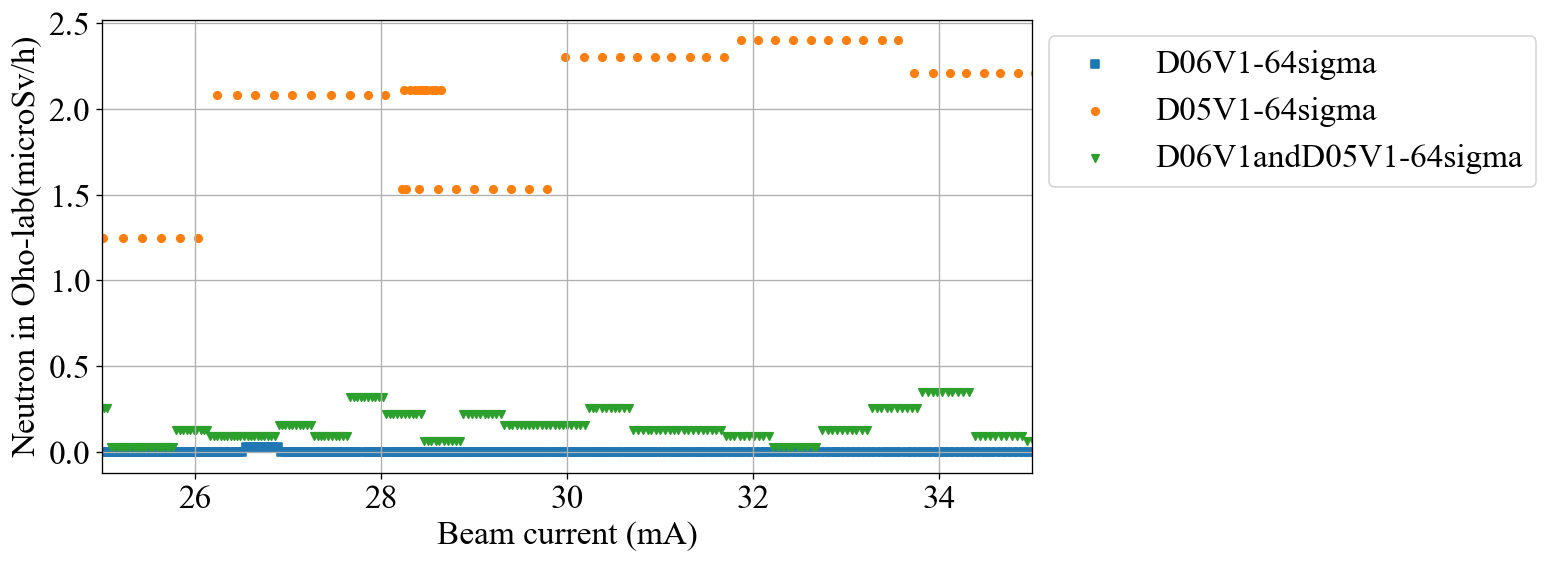 Neutron in Oho-lab(microSv/h)
2.5
2.0
1.5
1.0
0.5
0.0
26 28 30 32 34
Beam current (mA)
D06V1-64sigma
D05V1-64sigma
D06V1andD05V1-64sigma